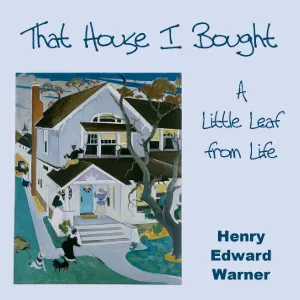 That House I Bought
A
Little Leaf
from Life
Henry
Edward
Warner